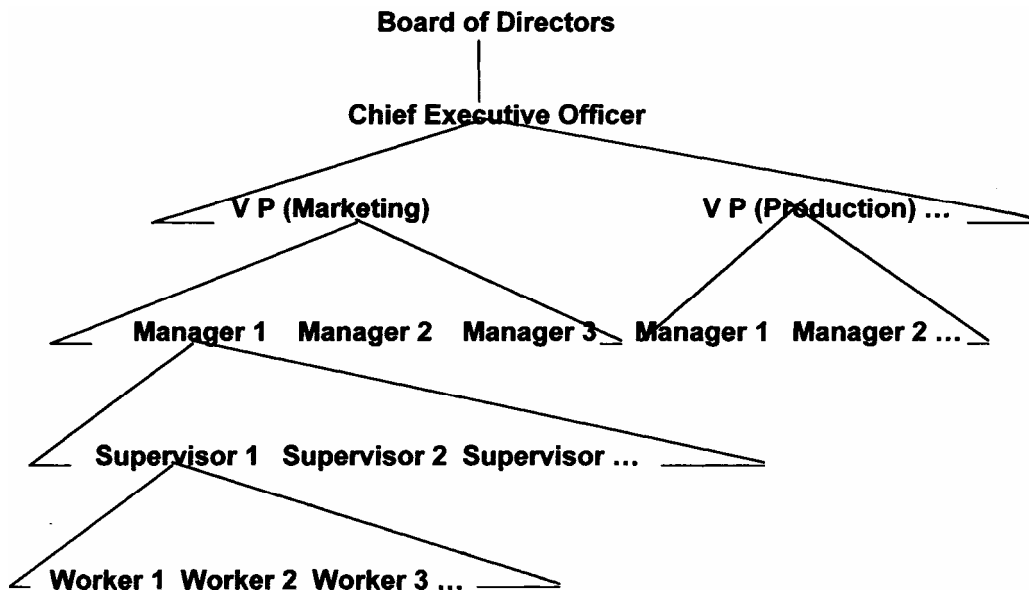 Board of Directors
Chief Executive Officer
V P (Marketing) V P (Production) ...
Manager 1 Manager 2 Manager 3 Manager 1 Manager 2 ...
Supervisor 1 Supervisor 2 Supervisor ...
Worker 1 Worker 2 Worker 3 ...